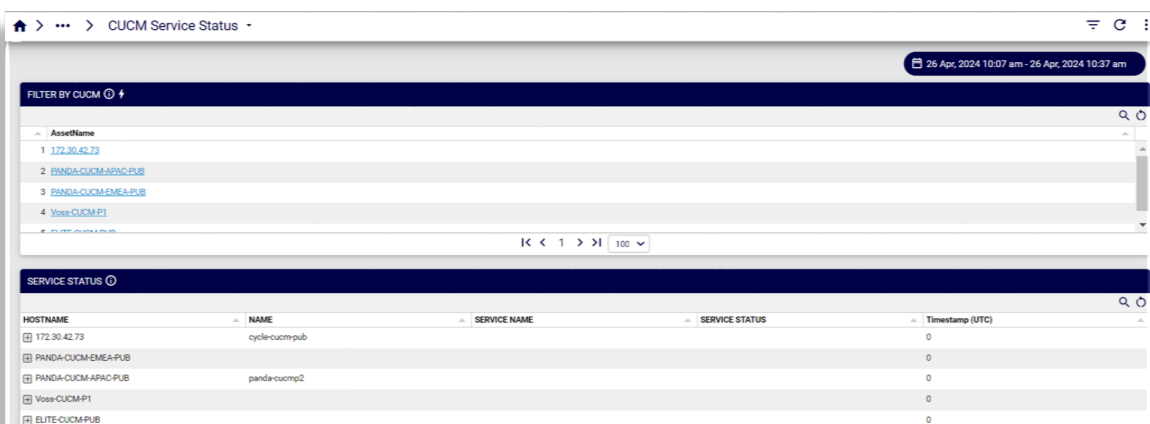 CUCM Service Status
26 Apr, 2024 10:07 am - 26 Apr, 2024 10:37 am
FILTER BY CUCM
AssetName
1 172.30.42.73
2 PANDA-CUCM-APAC-PUB
3 PANDA-CUCM-EMEA-PUB
4 Voss-CUCM-P1
5 ELITE-CUCM-PUB
1 100
SERVICE STATUS
HOSTNAME NAME SERVICE NAME SERVICE STATUS Timestamp (UTC)
172.30.42.73 cycle-cucm-pub 0
PANDA-CUCM-EMEA-PUB 0
PANDA-CUCM-APAC-PUB panda-cucmp2 0
Voss-CUCM-P1 0
ELITE-CUCM-PUB 0